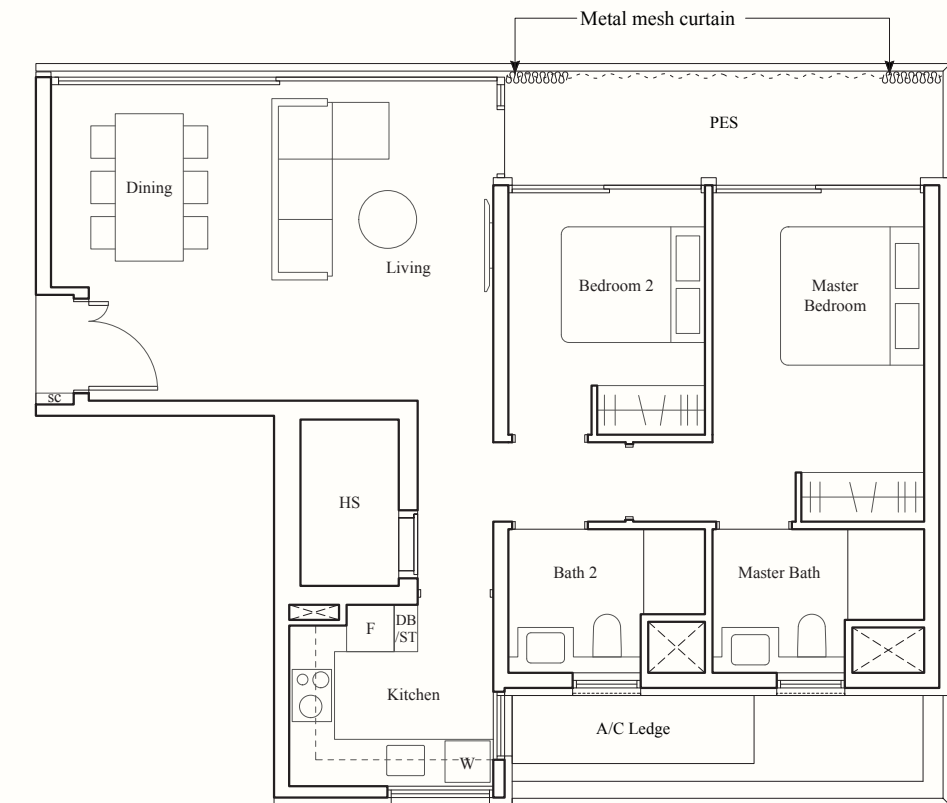 Metal mesh curtain
PES
Dining
Living
Bedroom 2
Master
Bedroom
sc
HS
Bath 2
Master Bath
F
DB
/ST
Kitchen
A/C Ledge
W